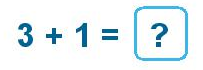 3 + 1 = ?